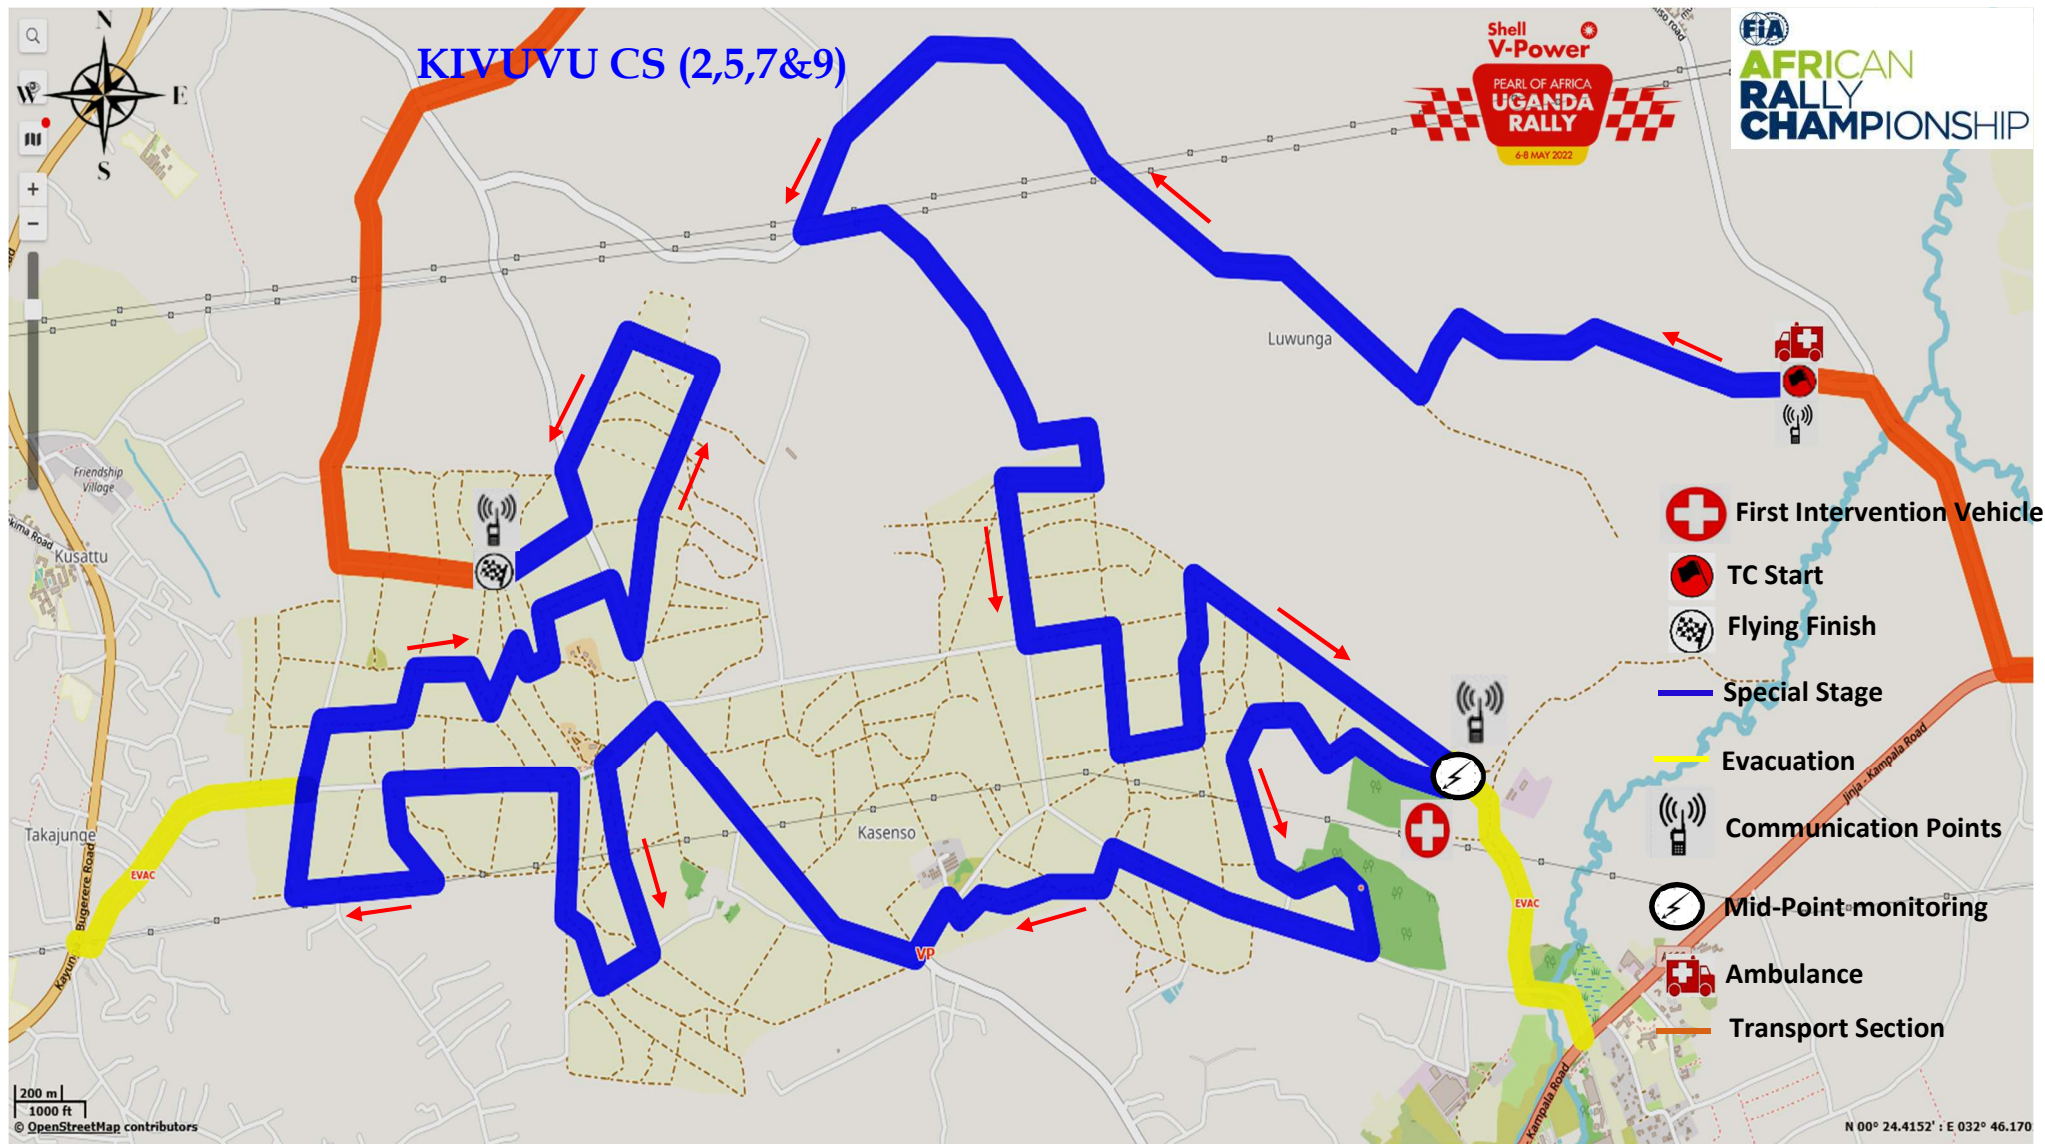 N
W
E
S
KIVUVU CS (2,5,7&9)
Shell
V-Power
PEARL OF AFRICA
UGANDA
RALLY
6-8 MAY 2022
FiA
AFRICAN
RALLY
CHAMPIONSHIP
+
−
Luwunga
Friendship
Village
Kusattu
First Intervention Vehicle
TC Start
Flying Finish
Special Stage
Evacuation
Jinja - Kampala Road
Communication Points
Takajunge
Kasenso
EVAC
Bugerere Road
EVAC
Mid-Point monitoring
VP
Ambulance
Transport Section
Kampala Road
200 m
1000 ft
© OpenStreetMap contributors
N 00° 24.4152' : E 032° 46.170